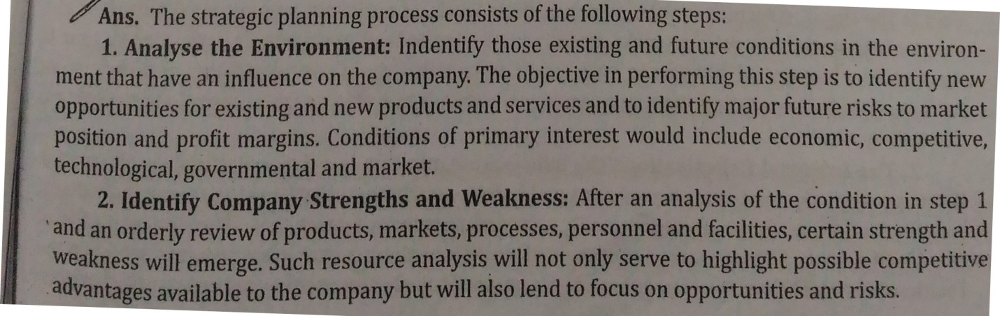 Ans. The strategic planning process consists of the following steps:
1. Analyse the Environment: Indentify those existing and future conditions in the environ-
ment that have an influence on the company. The objective in performing this step is to identify new
opportunities for existing and new products and services and to identify major future risks to market
position and profit margins. Conditions of primary interest would include economic, competitive,
technological, governmental and market.
2. Identify Company Strengths and Weakness: After an analysis of the condition in step 1
and an orderly review of products, markets, processes, personnel and facilities, certain strength and
weakness will emerge. Such resource analysis will not only serve to highlight possible competitive
advantages available to the company but will also lend to focus on opportunities and risks.